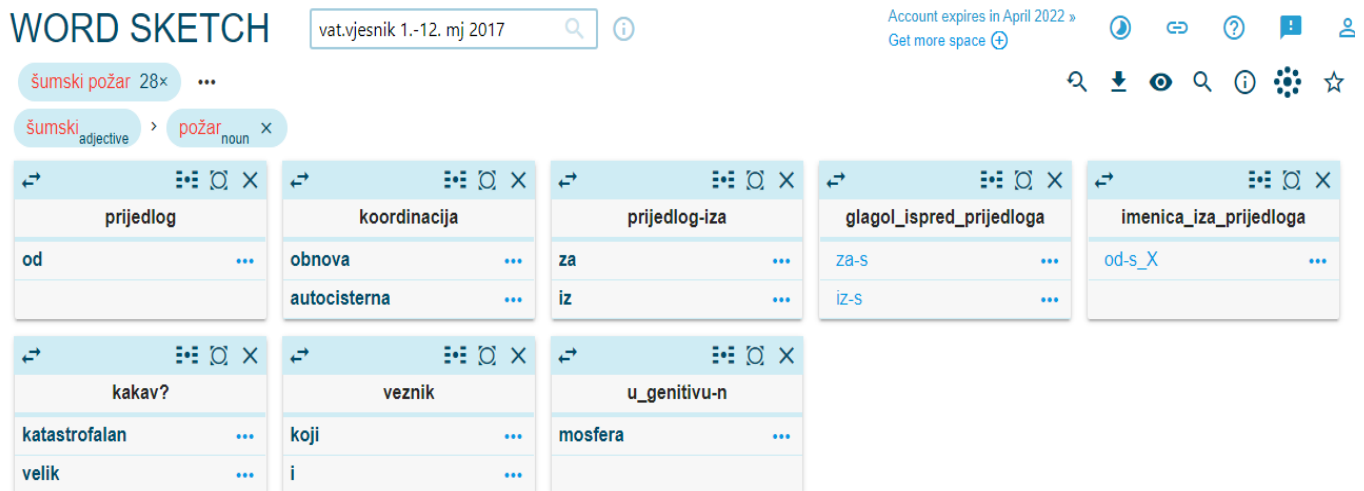 WORD SKETCH
vat.vjesnik 1.-12. mj 2017
Account expires in April 2022 »
Get more space
šumski požar 28×
šumski adjective > požar noun ×
prijedlog
od
koordinacija
obnova
autocisterna
prijedlog-iza
za
iz
glagol_ispred_prijedloga
za-s
iz-s
imenica_iza_prijedloga
od-s_X
kakav?
katastrofalan
velik
veznik
koji
i
u_genitivu-n
mosfera